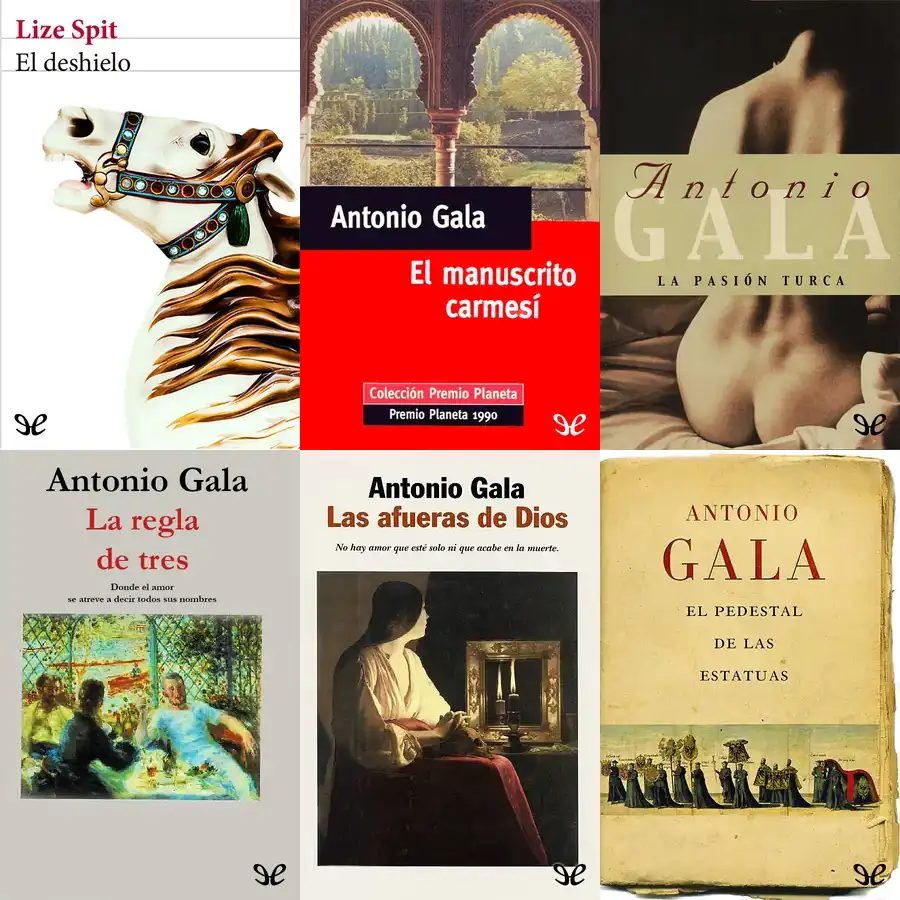 Lize Spit
El deshielo
Antonio Gala
El manuscrito
carmesí
Colección Premio Planeta
Premio Planeta 1990
Antonio
GALA
LA PASIÓN TURCA
Antonio Gala
La regla
de tres
Donde el amor
se atreve a decir todos sus nombres
Antonio Gala
Las afueras de Dios
No hay amor que esté solo ni que acabe en la muerte.
ANTONIO
GALA
EL PEDESTAL
DE LAS
ESTATUAS